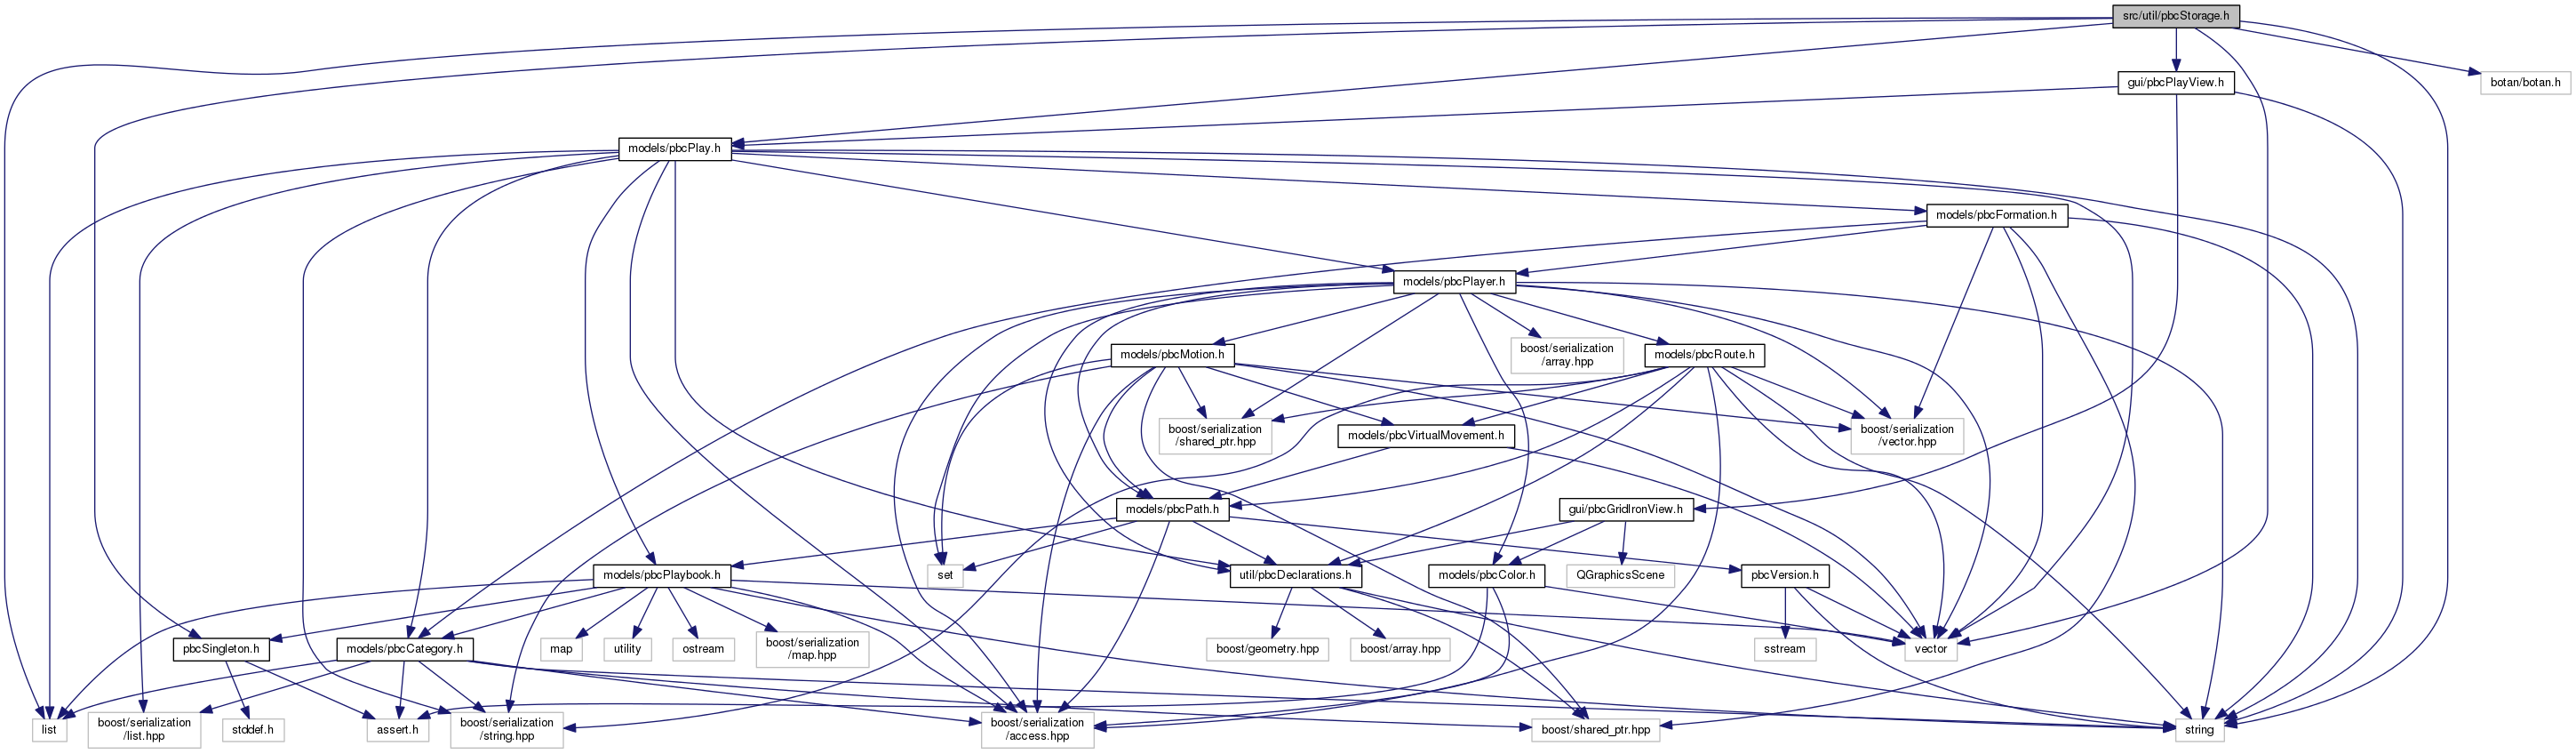 src/util/pbcStorage.h
gui/pbcPlayView.h
botan/botan.h
models/pbcPlay.h
models/pbcFormation.h
models/pbcPlayer.h
models/pbcMotion.h
boost/serialization
/array.hpp
models/pbcRoute.h
boost/serialization
/shared_ptr.hpp
models/pbcVirtualMovement.h
boost/serialization
/vector.hpp
models/pbcPath.h
gui/pbcGridIronView.h
models/pbcPlaybook.h
set
util/pbcDeclarations.h
models/pbcColor.h
QGraphicsScene
pbcVersion.h
pbcSingleton.h
models/pbcCategory.h
map
utility
ostream
boost/serialization
/map.hpp
boost/geometry.hpp
boost/array.hpp
sstream
vector
list
boost/serialization
/list.hpp
stddef.h
assert.h
boost/serialization
/string.hpp
boost/serialization
/access.hpp
boost/shared_ptr.hpp
string